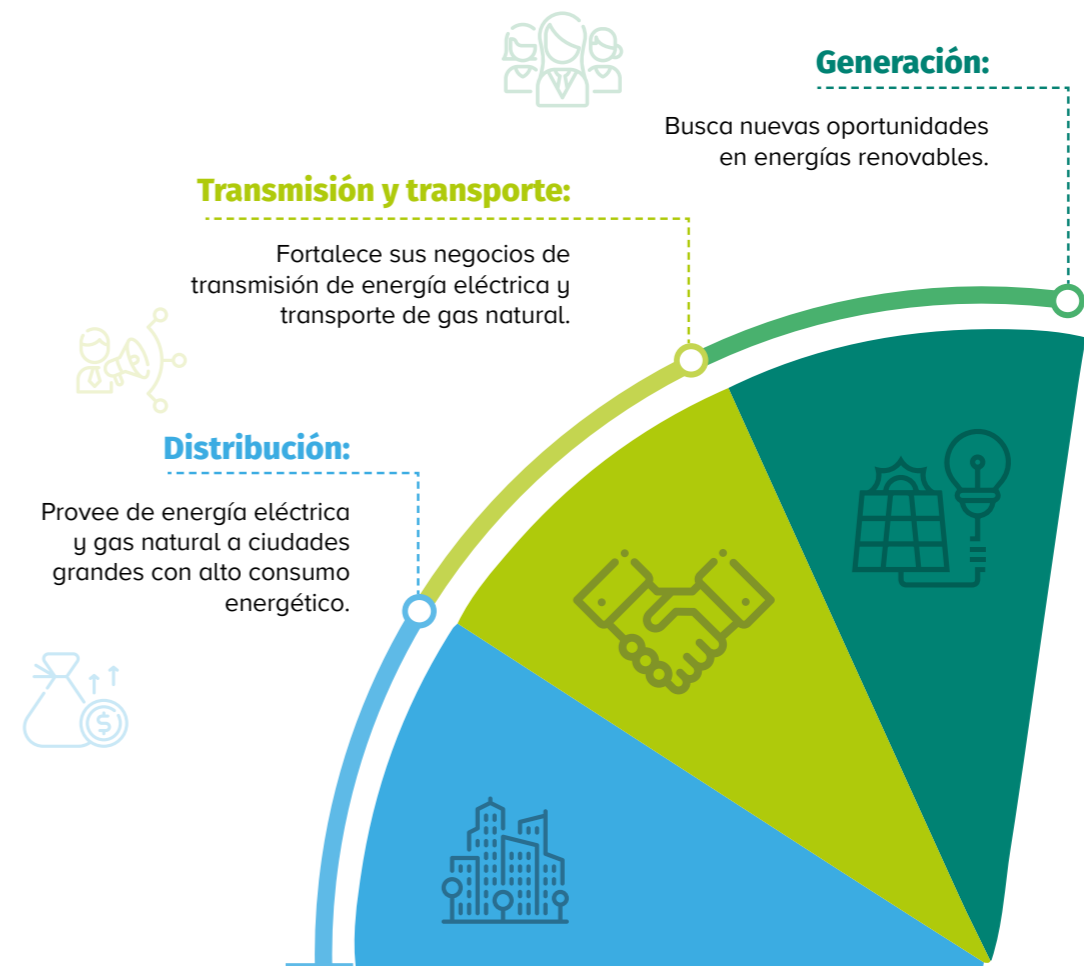 Generación:
Busca nuevas oportunidades
en energías renovables.
Transmisión y transporte:
Fortalece sus negocios de
transmisión de energía eléctrica y
transporte de gas natural.
Distribución:
Provee de energía eléctrica
y gas natural a ciudades
grandes con alto consumo
energético.
$